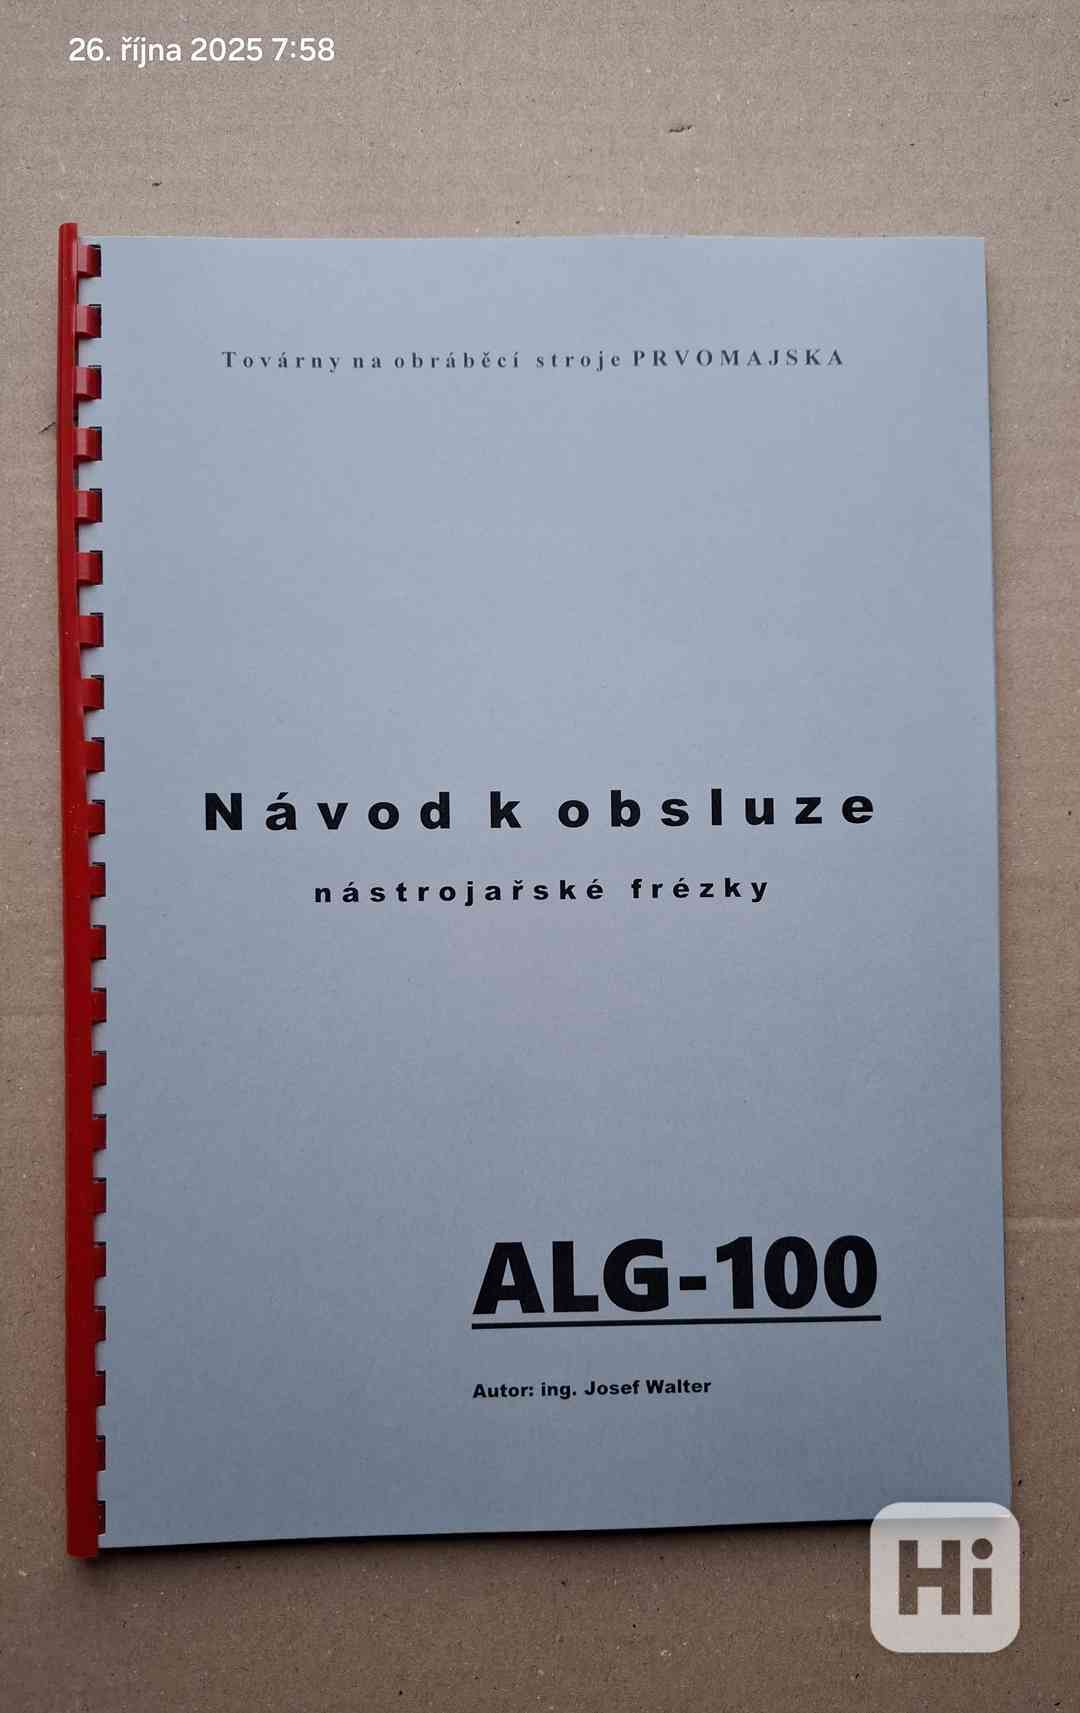 26. října 2025 7:58
Továrny na obráběcí stroje PRVOMAJSKA
Návod k obsluze
nástrojařské frézky
ALG-100
Autor: ing. Josef Walter
Hi